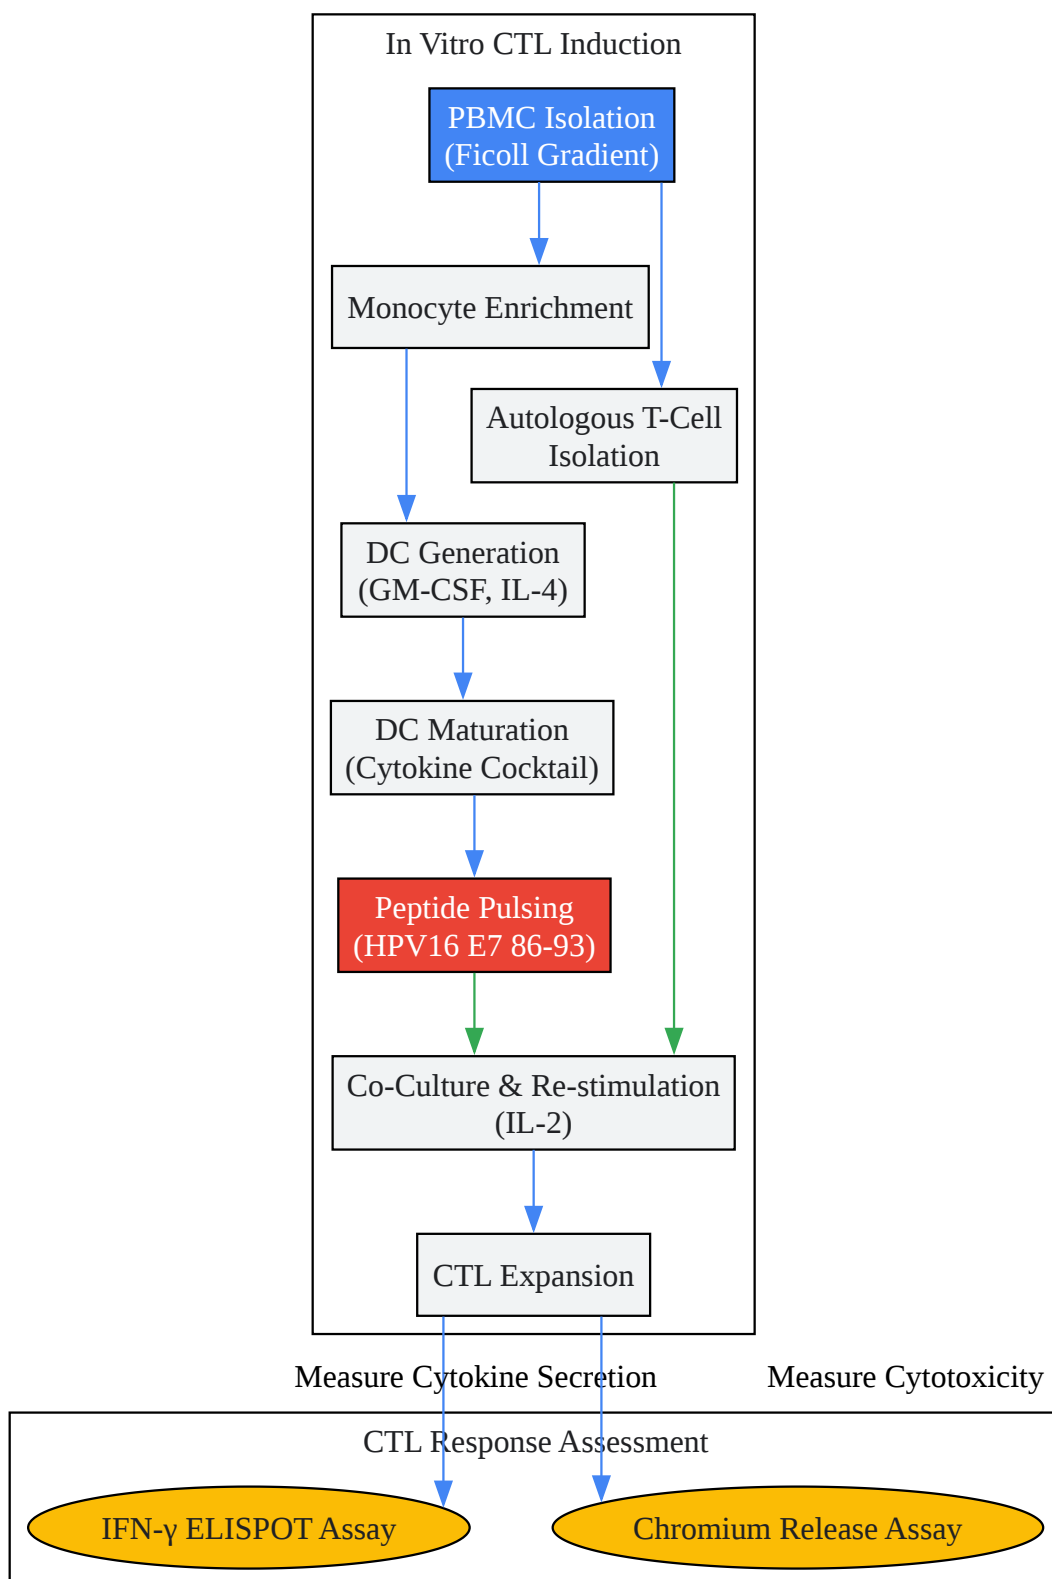 In Vitro CTL Induction
PBMC Isolation
(Ficoll Gradient)
Monocyte Enrichment
Autologous T-Cell
Isolation
DC Generation
(GM-CSF, IL-4)
DC Maturation
(Cytokine Cocktail)
Peptide Pulsing
(HPV16 E7 86-93)
Co-Culture & Re-stimulation
(IL-2)
CTL Expansion
Measure Cytokine Secretion
Measure Cytotoxicity
CTL Response Assessment
IFN-γ ELISPOT Assay
Chromium Release Assay